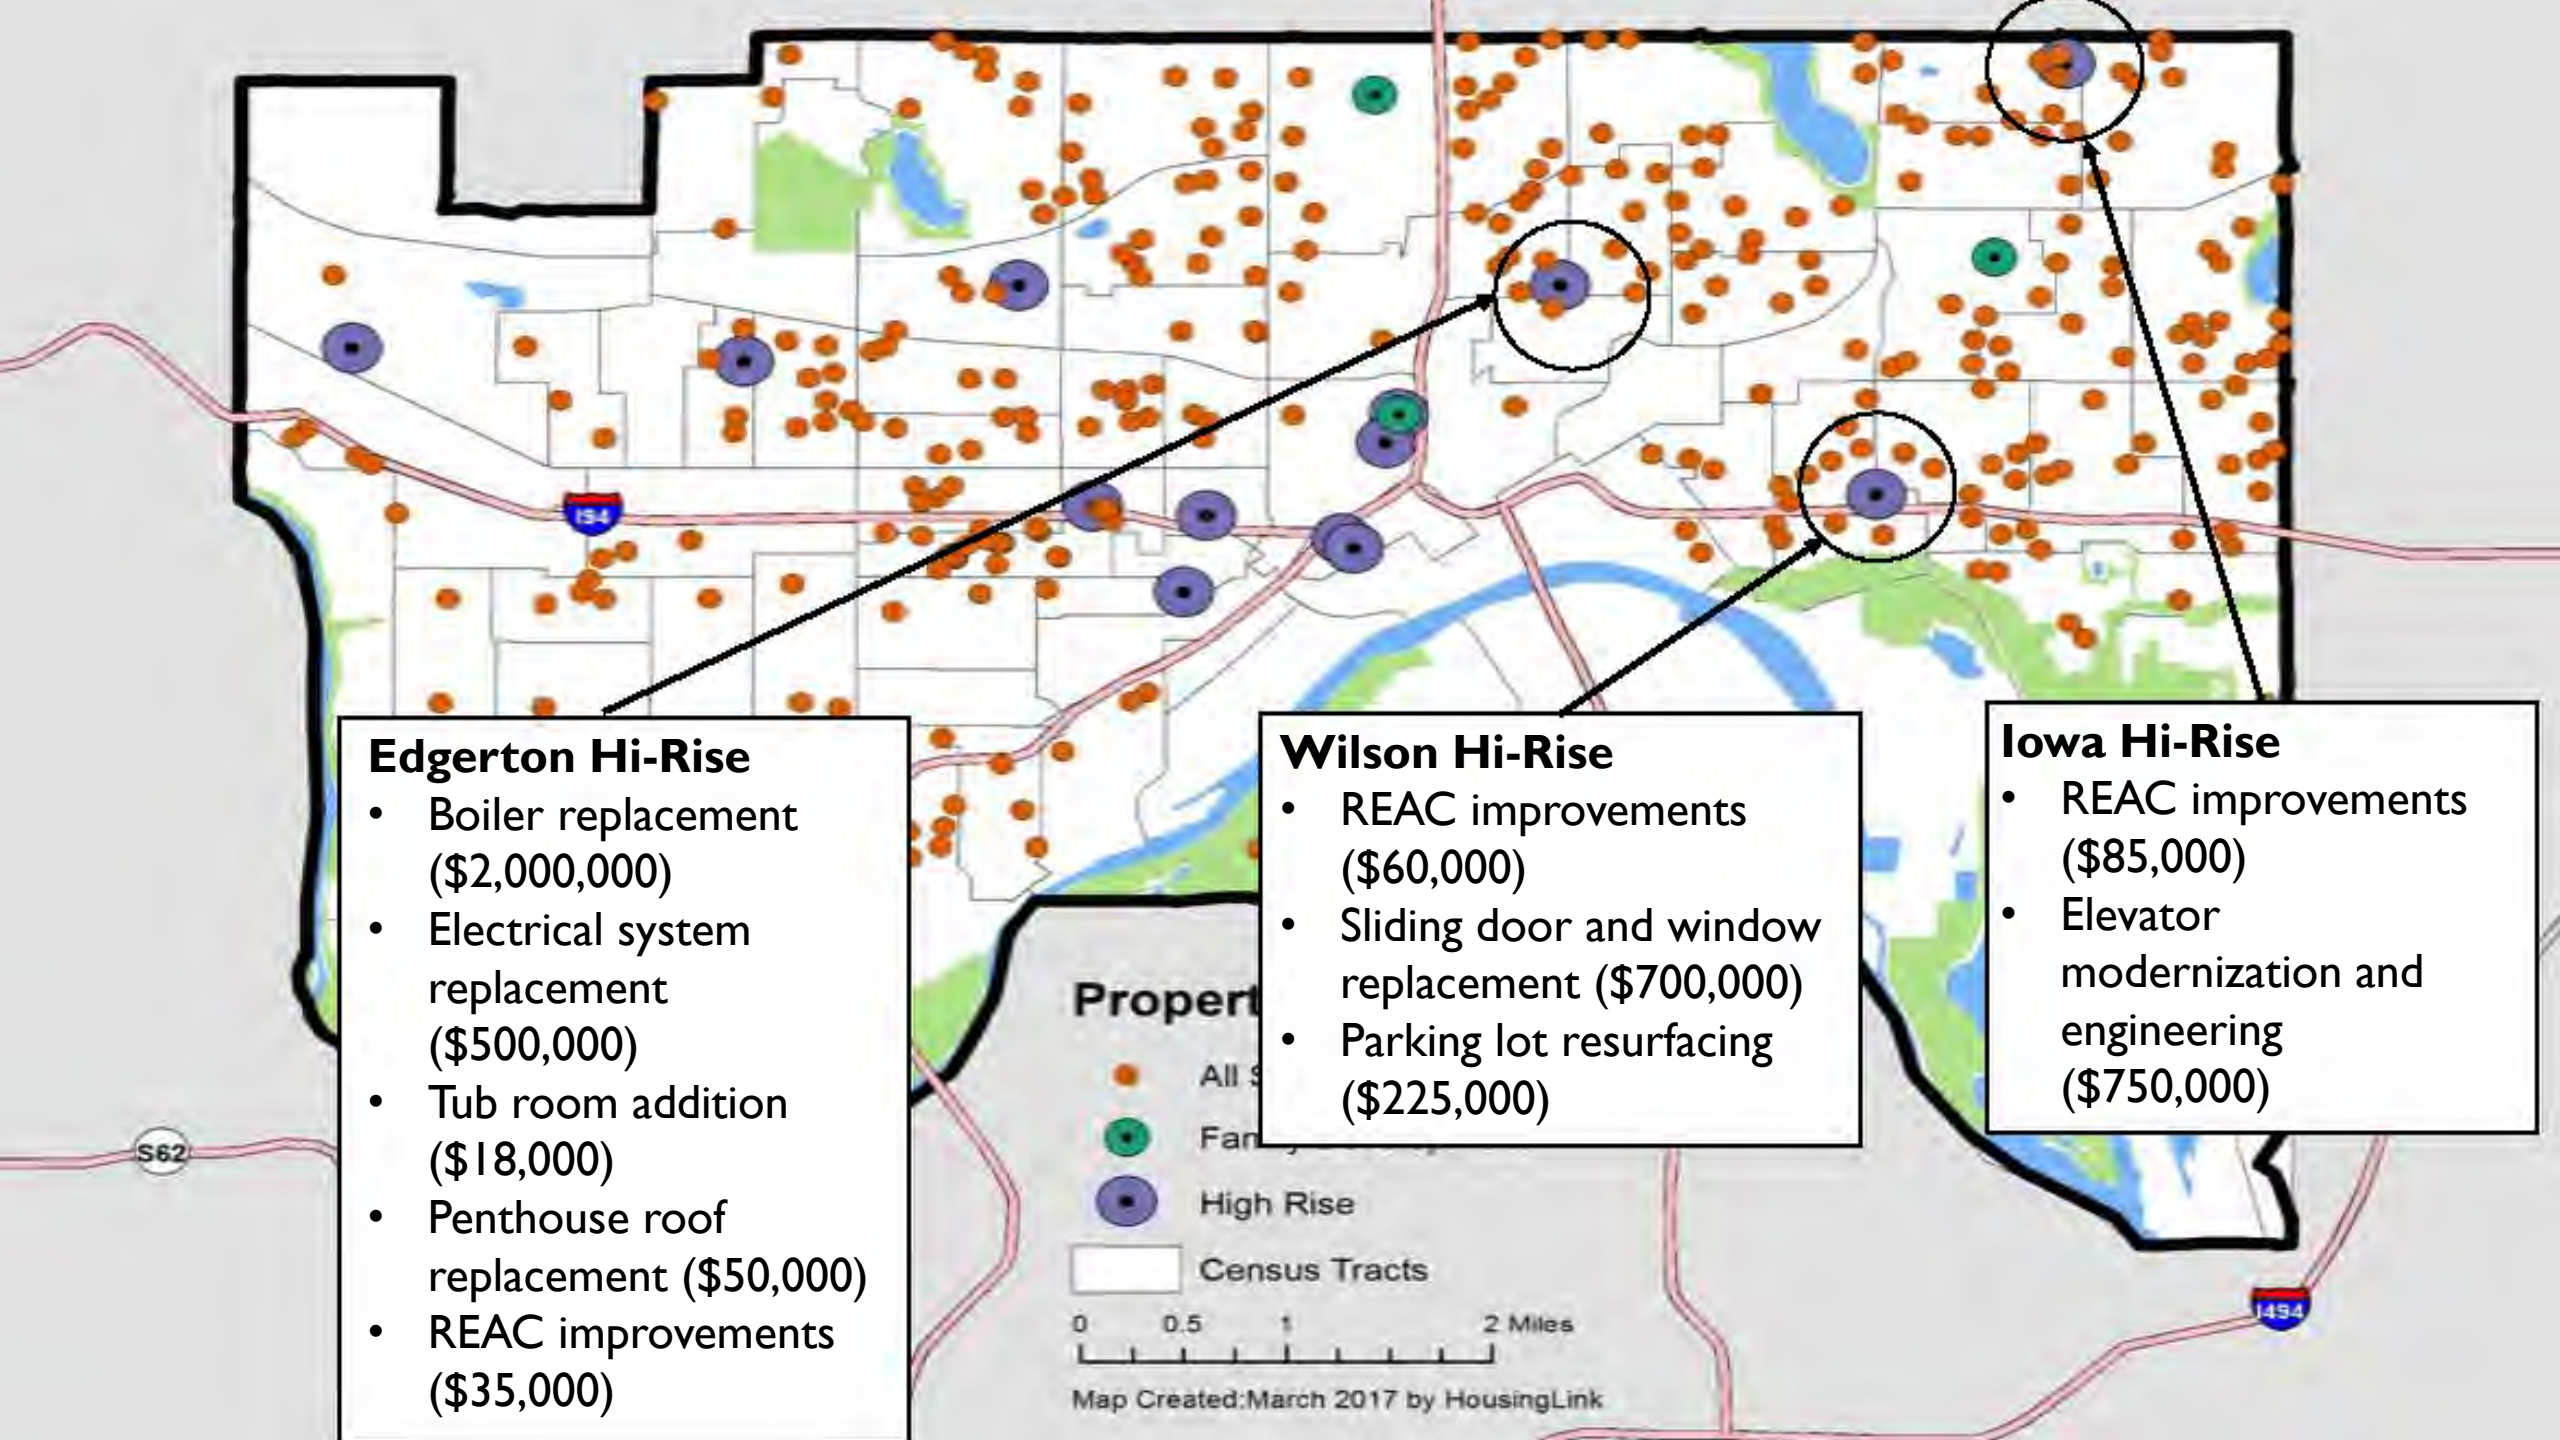 I94
Edgerton Hi-Rise
• Boiler replacement
($2,000,000)
• Electrical system
replacement
($500,000)
• Tub room addition
($18,000)
• Penthouse roof
replacement ($50,000)
• REAC improvements
($35,000)
Wilson Hi-Rise
• REAC improvements
($60,000)
• Sliding door and window
replacement ($700,000)
• Parking lot resurfacing
($225,000)
Iowa Hi-Rise
• REAC improvements
($85,000)
• Elevator
modernization and
engineering
($750,000)
S62
All
High Rise
Census Tracts
0 0.5 1 2 Miles
Map Created:March 2017 by HousingLink
I494